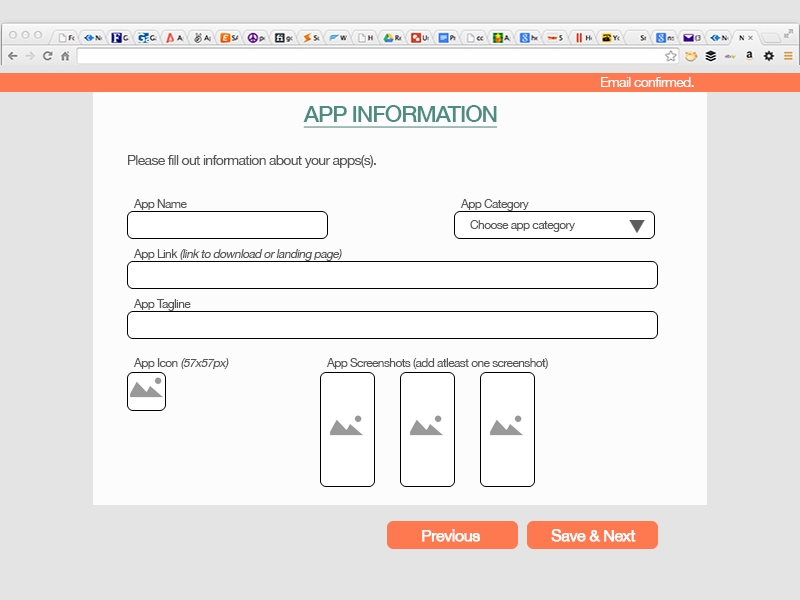 Email confirmed.
APP INFORMATION
Please fill out information about your apps(s).
App Name
App Category
Choose app category
App Link (link to download or landing page)
App Tagline
App Icon (57x57px)
App Screenshots (add atleast one screenshot)
Previous
Save & Next